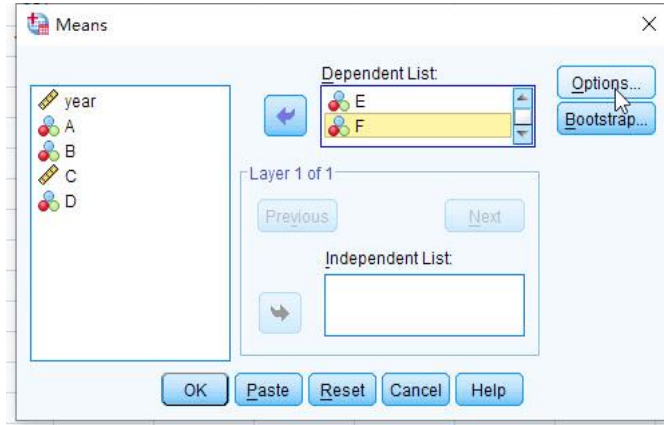 Means
year
A
B
C
D
Dependent List:
E
F
Options...
Bootstrap...
Layer 1 of 1
Previous
Next
Independent List:
OK
Paste
Reset
Cancel
Help